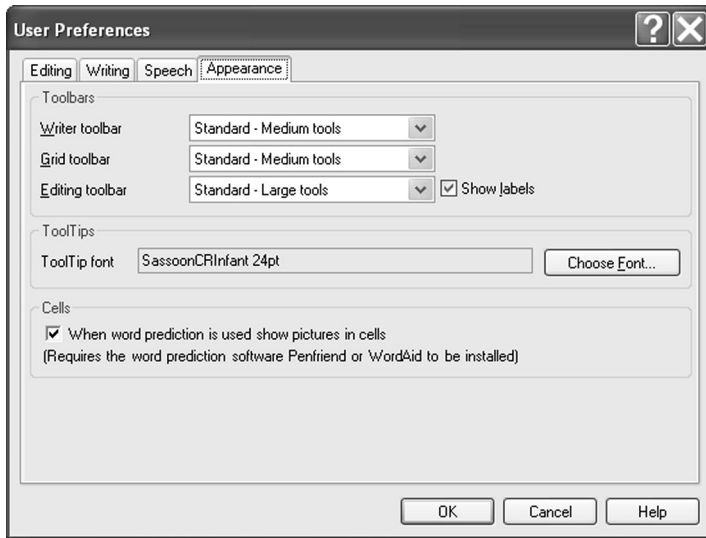 User Preferences
Editing Writing Speech Appearance
Toolbars
Writer toolbar Standard - Medium tools
Grid toolbar Standard - Medium tools
Editing toolbar Standard - Large tools Show labels
ToolTips
ToolTip font SassoonCRInfant 24pt Choose Font...
Cells
When word prediction is used show pictures in cells
(Requires the word prediction software Penfriend or WordAid to be installed)
OK Cancel Help